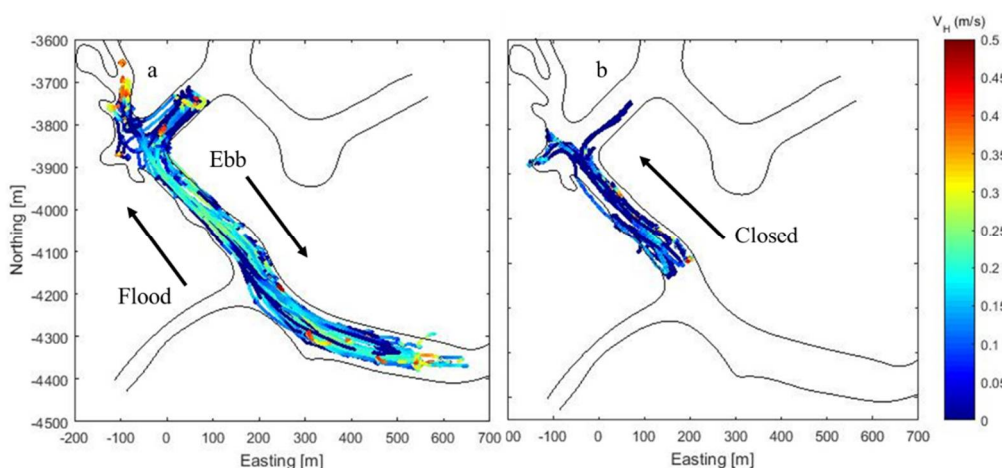 V_H (m/s)
-3600
-3700
-3800
-3900
-4000
-4100
-4200
-4300
-4400
-4500
Northing [m]
a
Ebb
Flood
-200 -100 0 100 200 300 400 500 600 700
Easting [m]
b
Closed
00 -100 0 100 200 300 400 500 600 700
Easting [m]
0.5
0.45
0.4
0.35
0.3
0.25
0.2
0.15
0.1
0.05
0